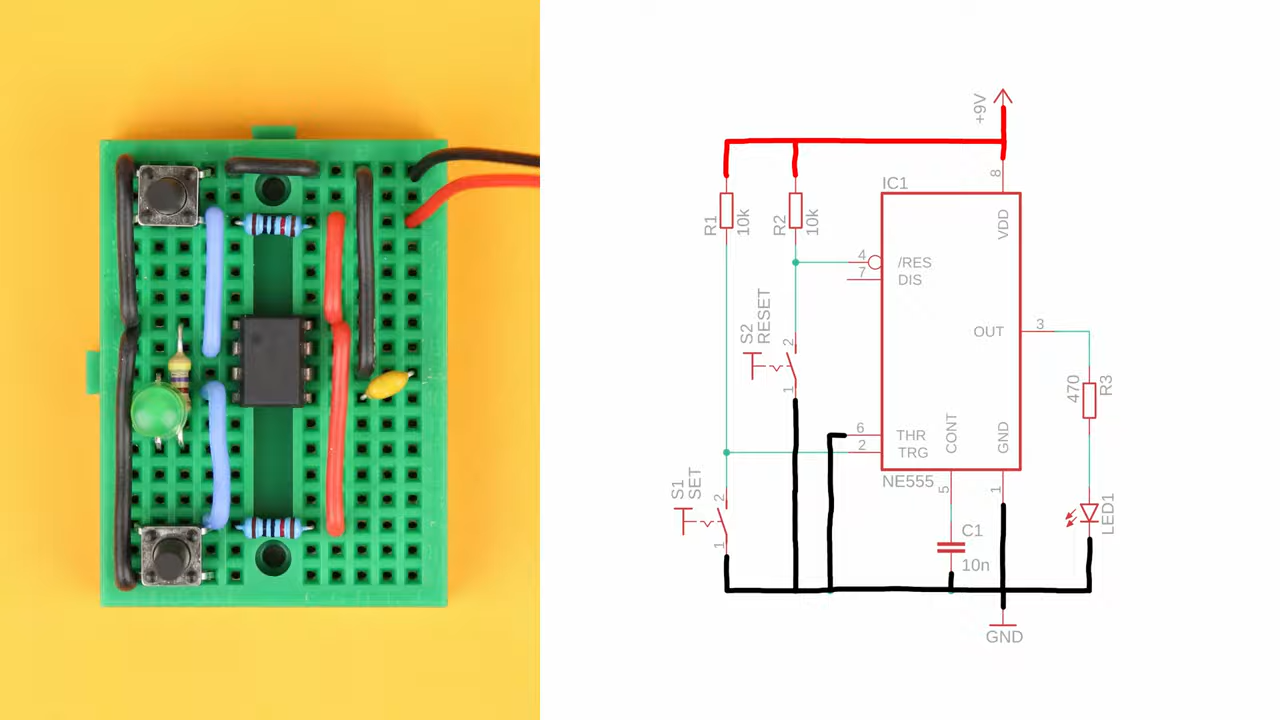 +9V
8
IC1
VDD
R1
10k
R2
10k
4
/RES
7
DIS
S2
RESET
2
1
OUT
3
470
R3
6
THR
2
TRG
CONT
GND
NE555
S1
SET
2
1
5
1
C1
10n
LED1
GND